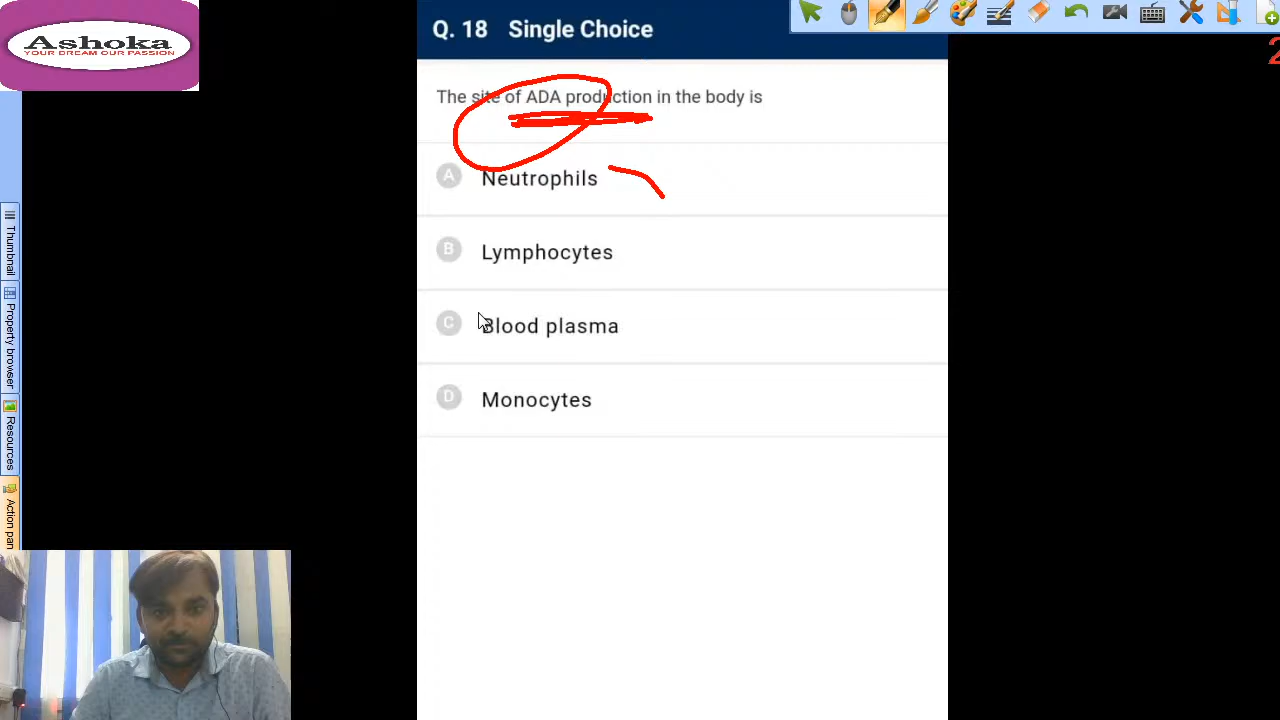 Ashoka
YOUR DREAM OUR PASSION
Q. 18 Single Choice
The site of ADA production in the body is
A Neutrophils
B Lymphocytes
C Blood plasma
D Monocytes
Thumbnail
Property browser
Resources
Action pan
2